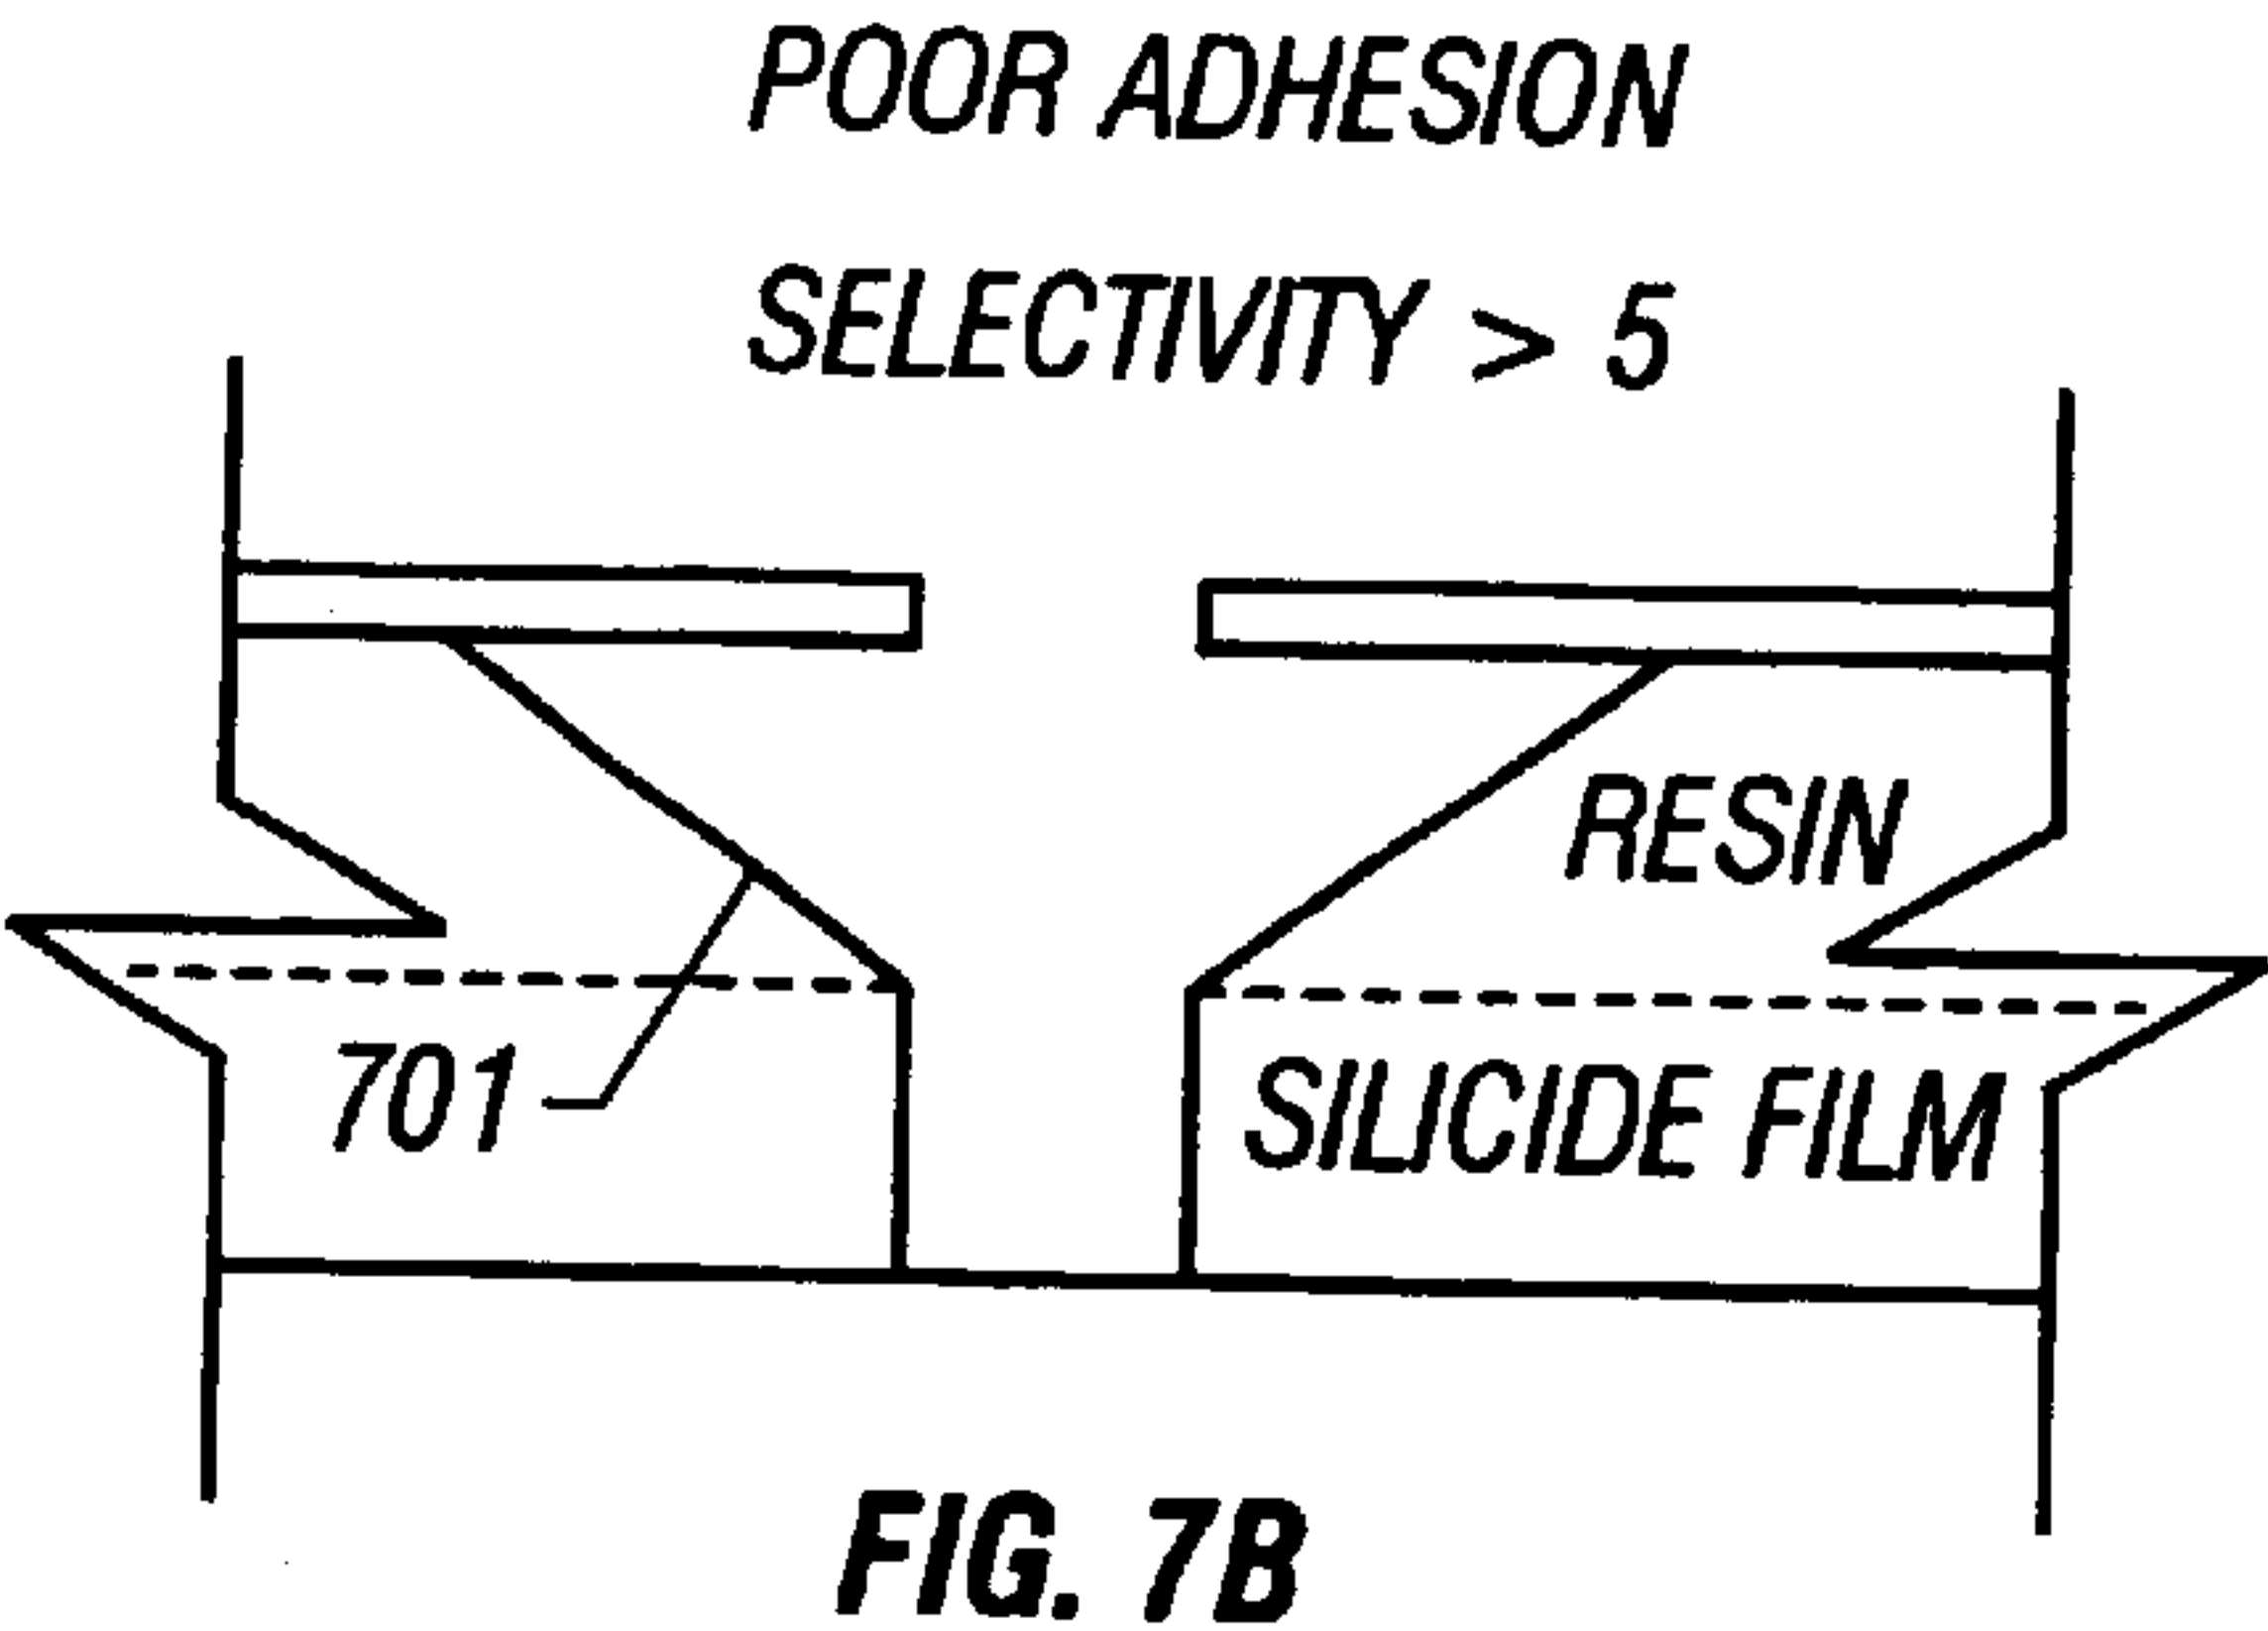 POOR ADHESION
SELECTIVITY > 5
RESIN
701
SILICIDE FILM
FIG. 7B